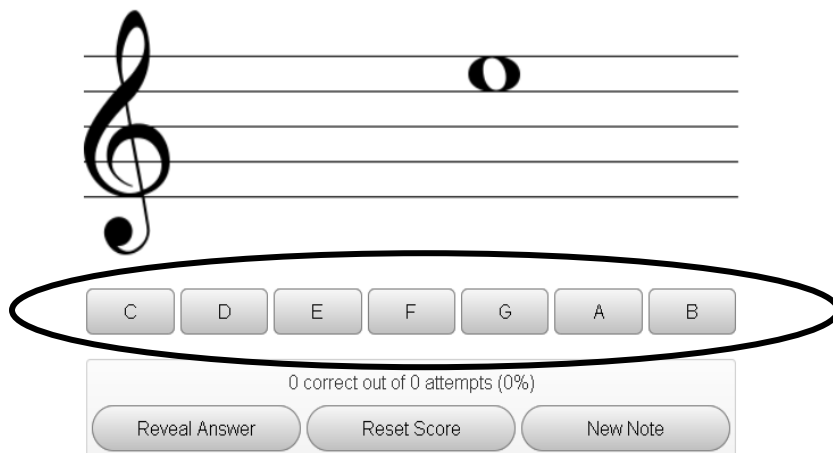 C D E F G A B
0 correct out of 0 attempts (0%)
Reveal Answer Reset Score New Note